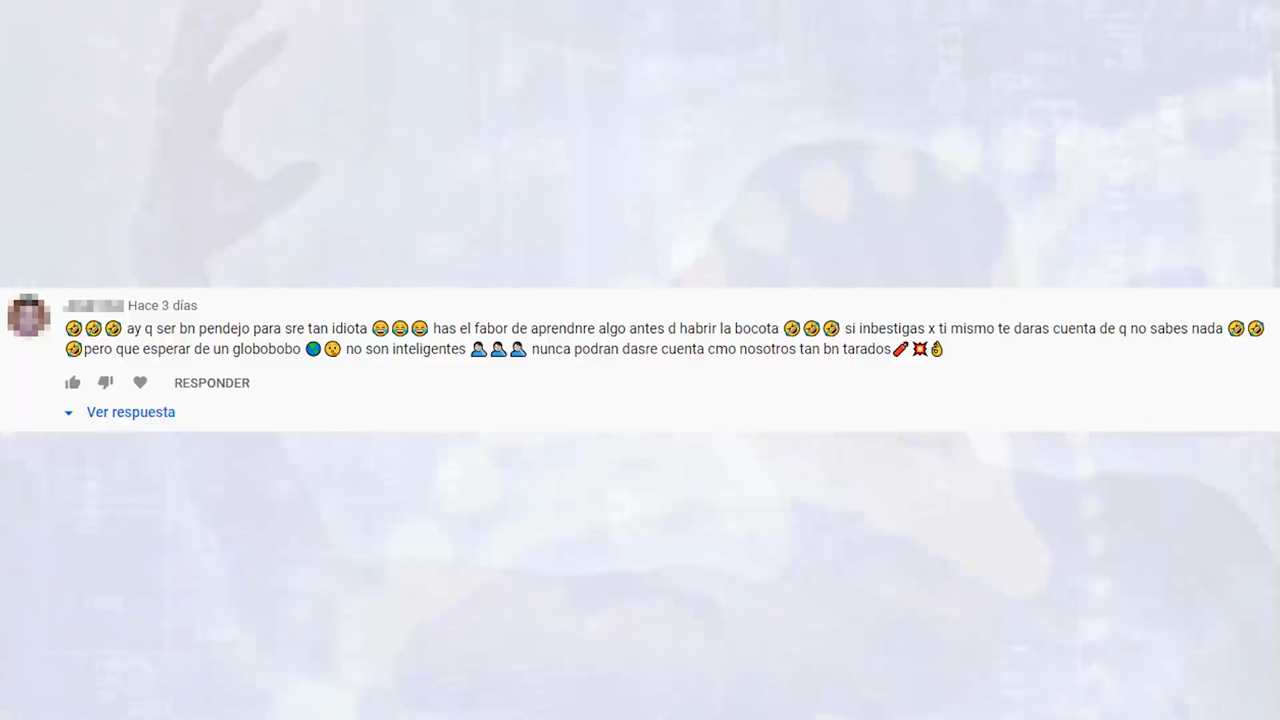 Hace 3 días
🤣🤣🤣 ay q ser bn pendejo para sre tan idiota 😂😂😂 has el fabor de aprendnre algo antes d habrir la bocota 🤣🤣🤣 si inbestigas x ti mismo te daras cuenta de q no sabes nada 🤣🤣
🤣pero que esperar de un globobobo 🌎😗 no son inteligentes 🤦🏻‍♂️🤦🏻‍♂️🤦🏻‍♂️ nunca podran dasre cuenta cmo nosotros tan bn tarados🧨💥👌
RESPONDER
Ver respuesta